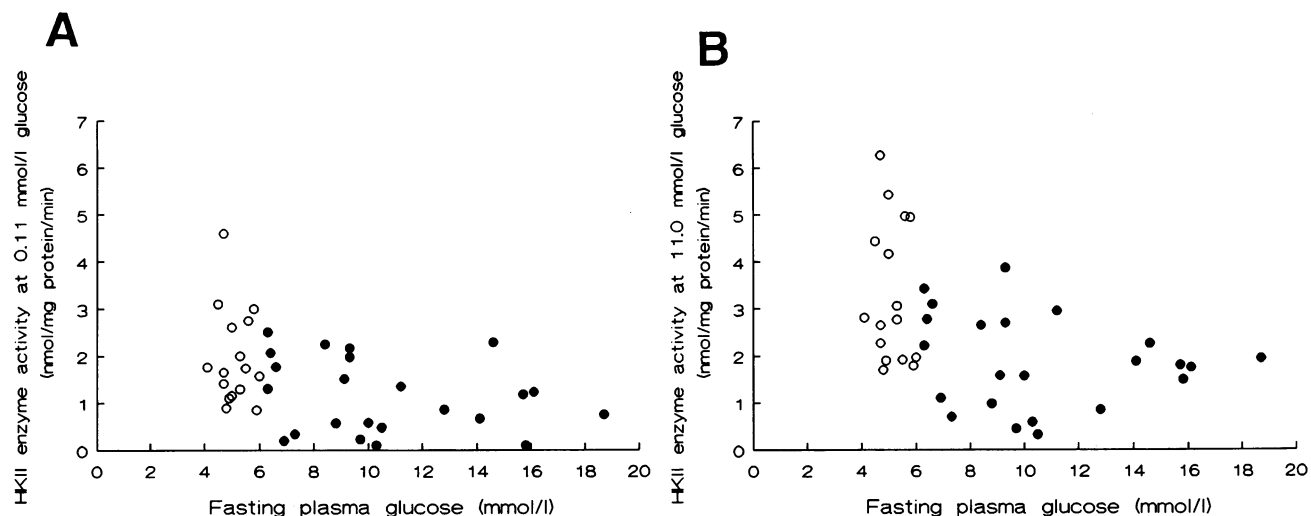 A
HKII enzyme activity at 0.11 mmol/l glucose
(nmol/mg protein/min)
7
6
5
4
3
2
1
0
0 2 4 6 8 10 12 14 16 18 20
Fasting plasma glucose (mmol/l)
B
HKII enzyme activity at 11.0 mmol/l glucose
(nmol/mg protein/min)
7
6
5
4
3
2
1
0
0 2 4 6 8 10 12 14 16 18 20
Fasting plasma glucose (mmol/l)